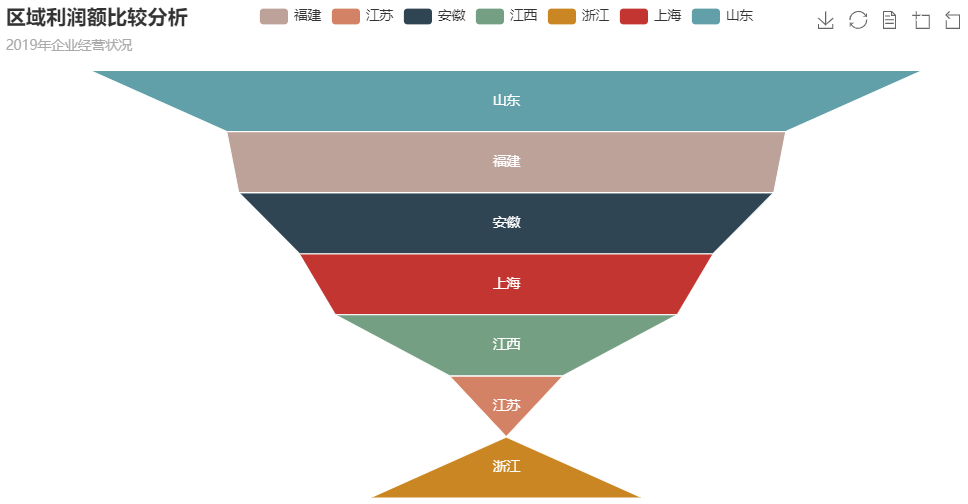 区域利润额比较分析
2019年企业经营状况
福建 江苏 安徽 江西 浙江 上海 山东
山东
福建
安徽
上海
江西
江苏
浙江